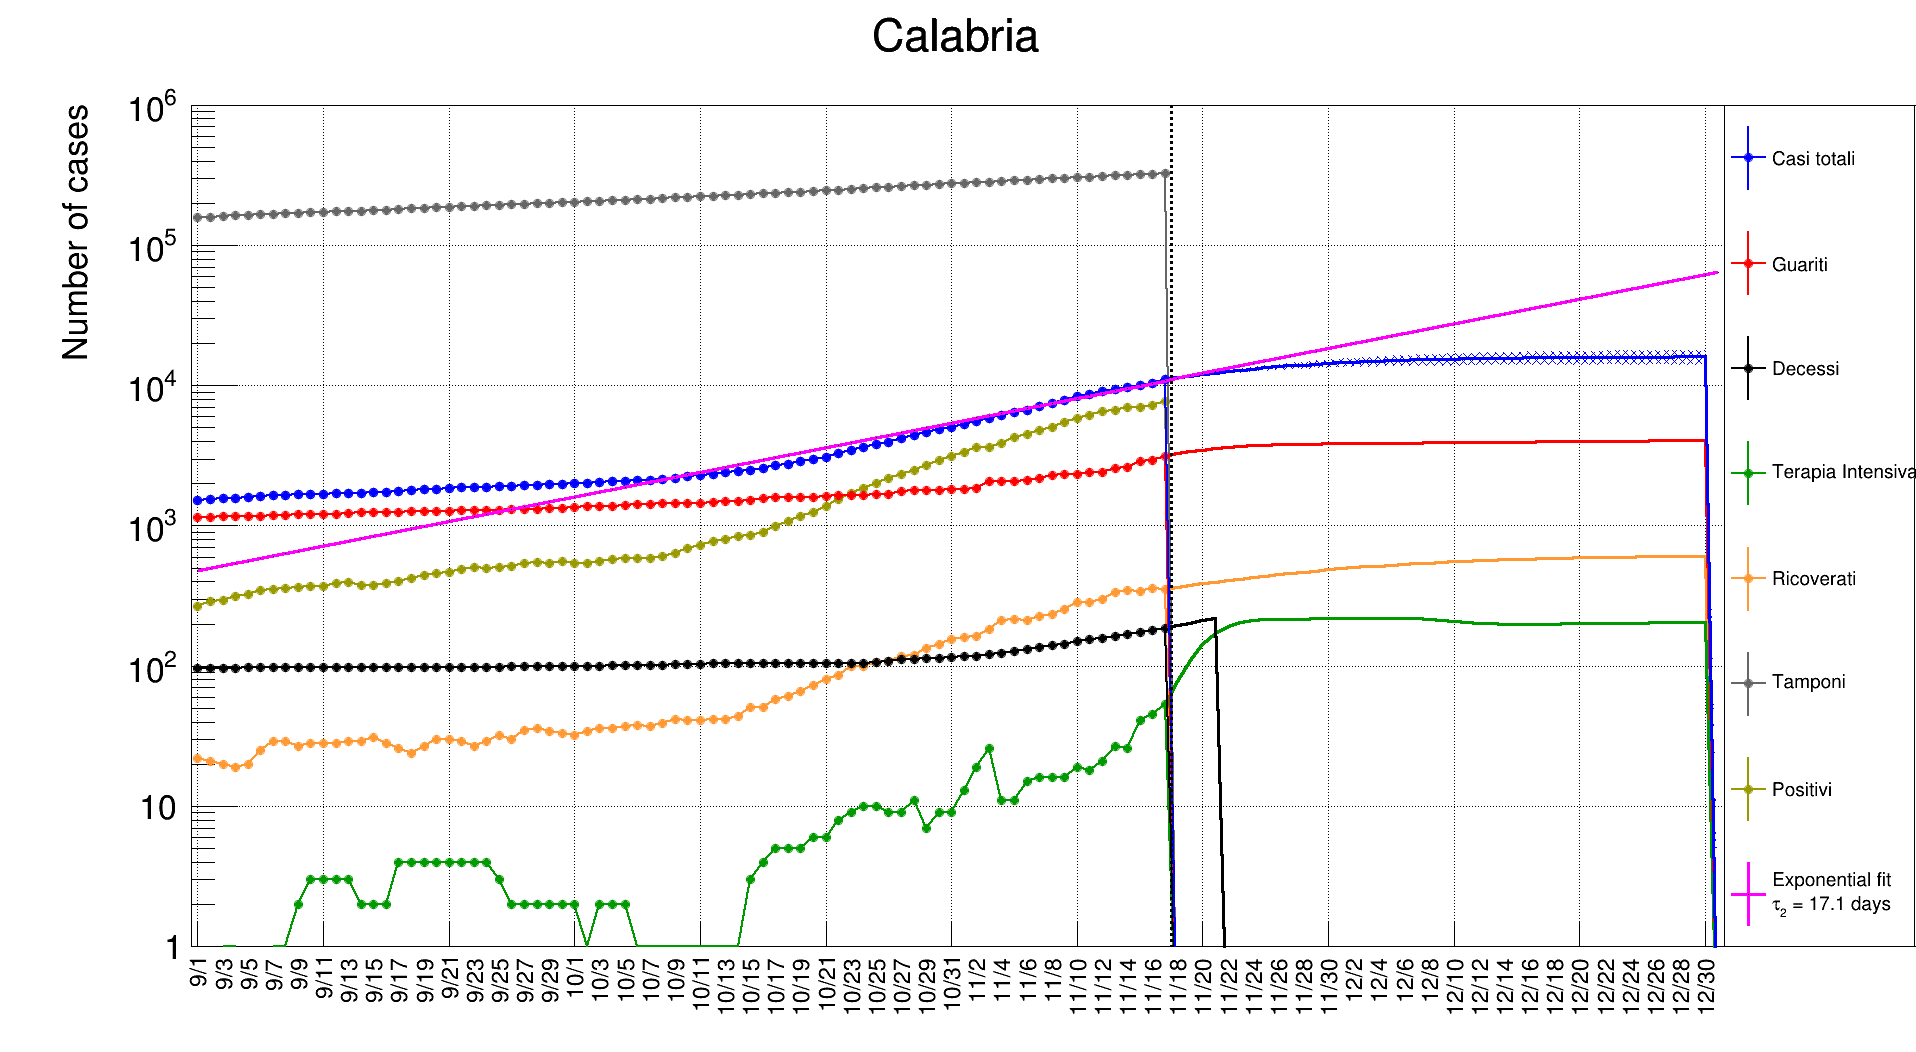 Calabria
Number of cases
10^6
10^5
10^4
10^3
10^2
10
1
9/1 9/3 9/5 9/7 9/9 9/11 9/13 9/15 9/17 9/19 9/21 9/23 9/25 9/27 9/29 10/1 10/3 10/5 10/7 10/9 10/11 10/13 10/15 10/17 10/19 10/21 10/23 10/25 10/27 10/29 10/31 11/2 11/4 11/6 11/8 11/10 11/12 11/14 11/16 11/18 11/20 11/22 11/24 11/26 11/28 11/30 12/2 12/4 12/6 12/8 12/10 12/12 12/14 12/16 12/18 12/20 12/22 12/24 12/26 12/28 12/30
Casi totali
Guariti
Decessi
Terapia Intensiva
Ricoverati
Tamponi
Positivi
Exponential fit
τ₂ = 17.1 days